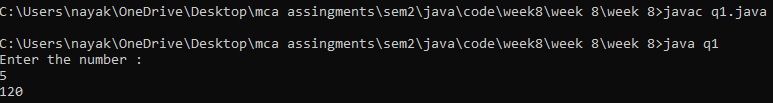 C:\Users\nayak\OneDrive\Desktop\mca assingments\sem2\java\code\week8\week 8\week 8>javac q1.java
C:\Users\nayak\OneDrive\Desktop\mca assingments\sem2\java\code\week8\week 8\week 8>java q1
Enter the number :
5
120